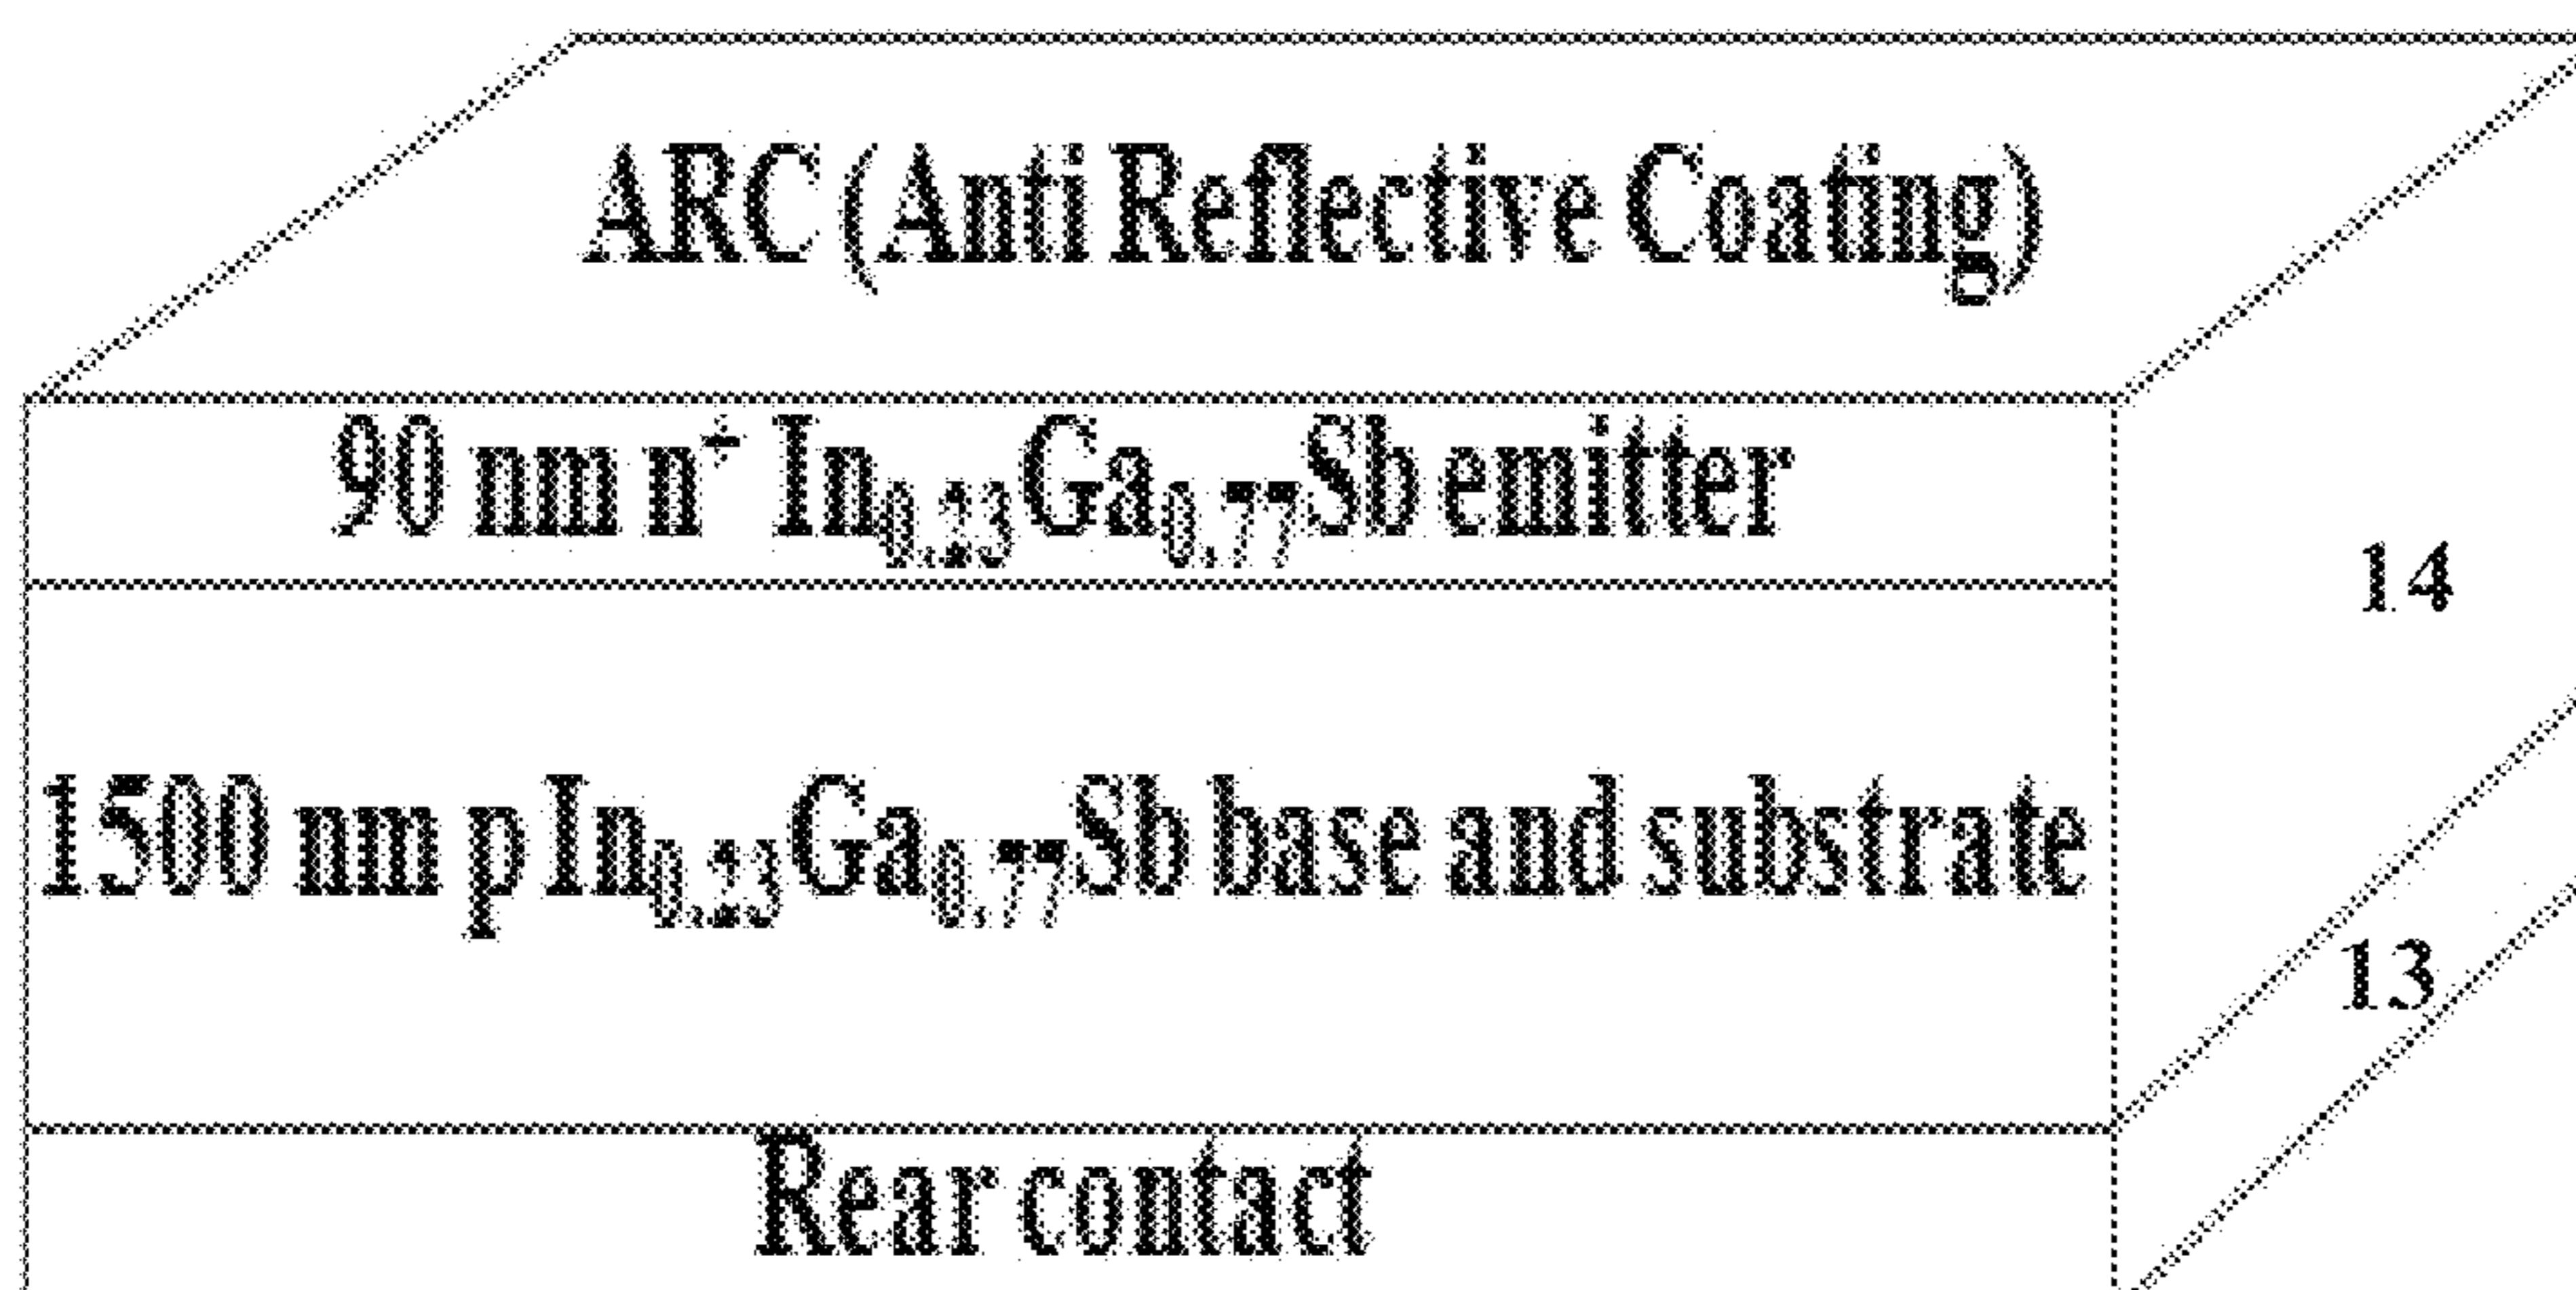 ARC (Anti Reflective Coating)
90 nm n⁺ In₀.₂₃Ga₀.₇₇Sb emitter
14
1500 nm p In₀.₂₃Ga₀.₇₇Sb base and substrate
13
Rear contact